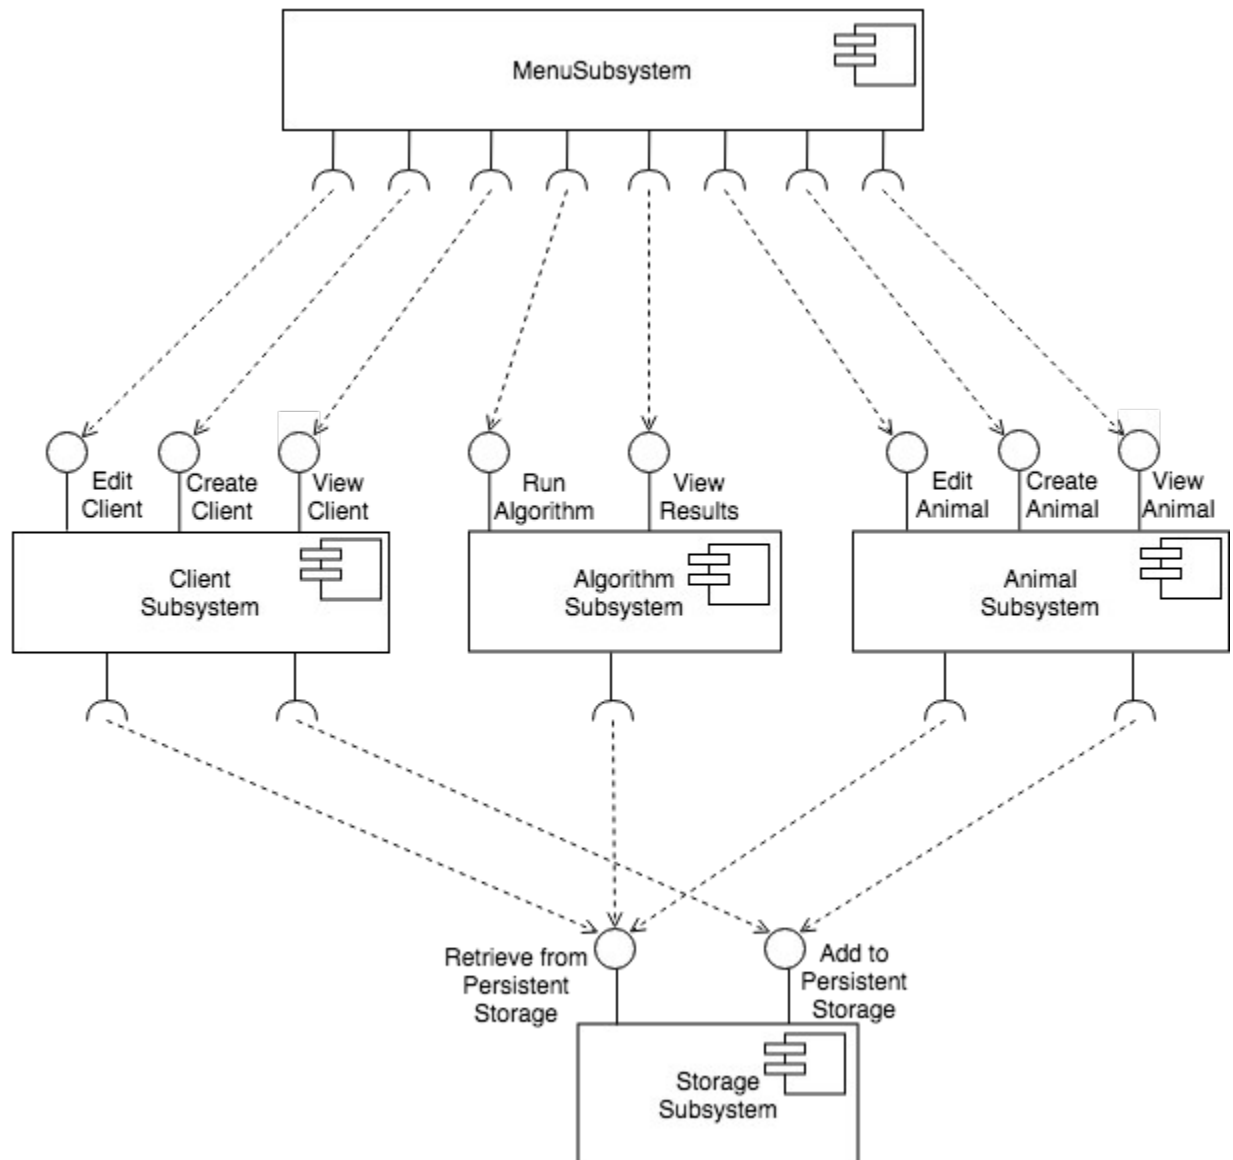 MenuSubsystem
Edit
Client
Create
Client
View
Client
Run
Algorithm
View
Results
Edit
Animal
Create
Animal
View
Animal
Client
Subsystem
Algorithm
Subsystem
Animal
Subsystem
Retrieve from
Persistent
Storage
Add to
Persistent
Storage
Storage
Subsystem